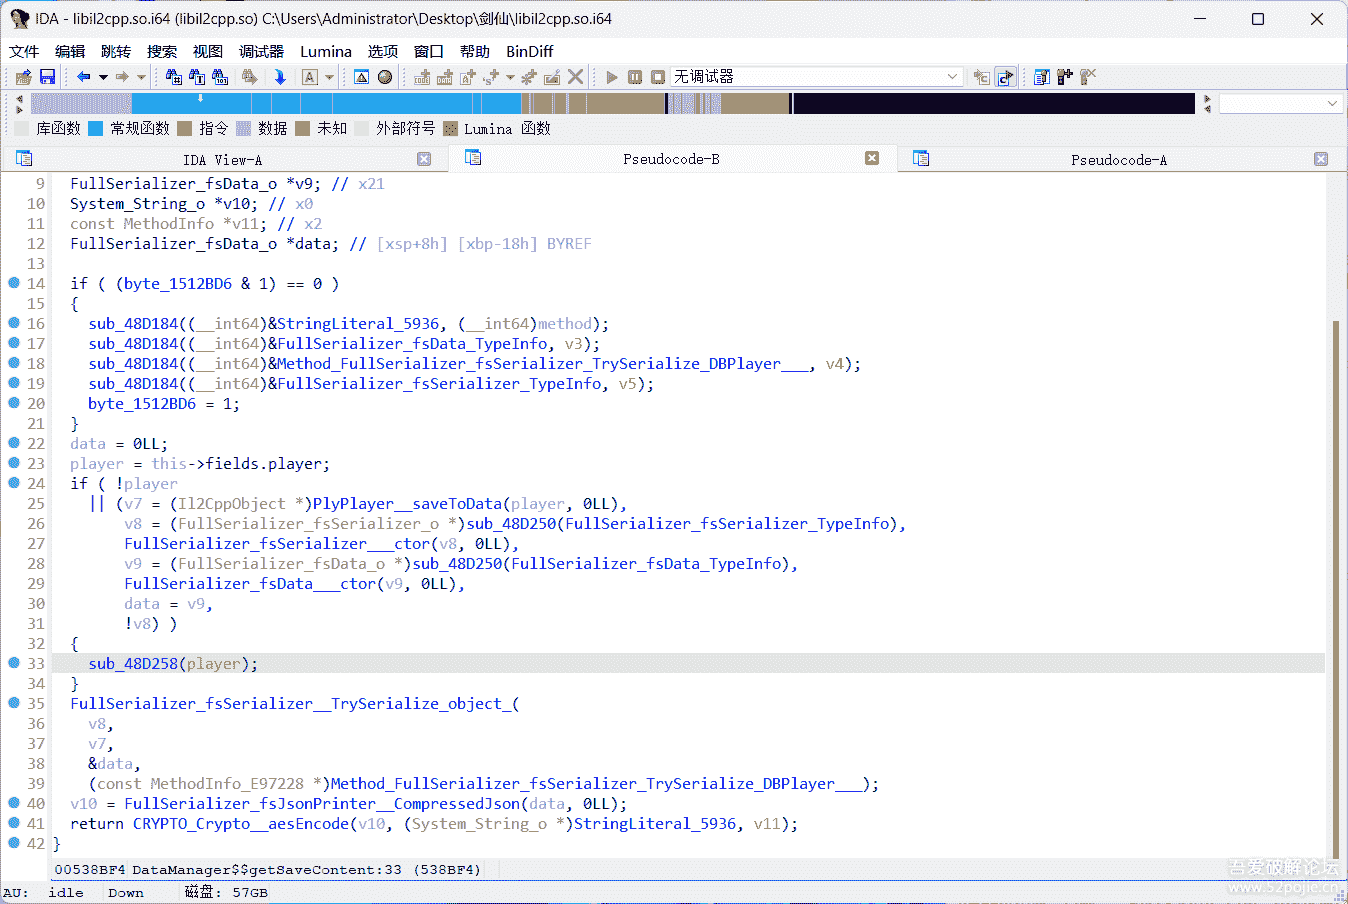 IDA - libil2cpp.so.i64 (libil2cpp.so) C:\Users\Administrator\Desktop\剑仙\libil2cpp.so.i64
文件 编辑 跳转 搜索 视图 调试器 Lumina 选项 窗口 帮助 BinDiff
无调试器
库函数 常规函数 指令 数据 未知 外部符号 Lumina 函数
IDA View-A Pseudocode-B Pseudocode-A
9 FullSerializer_fsData_o *v9; // x21
10 System_String_o *v10; // x0
11 const MethodInfo *v11; // x2
12 FullSerializer_fsData_o *data; // [xsp+8h] [xbp-18h] BYREF
13
14 if ( (byte_1512BD6 & 1) == 0 )
15 {
16 sub_48D184((__int64)&StringLiteral_5936, (__int64)method);
17 sub_48D184((__int64)&FullSerializer_fsData_TypeInfo, v3);
18 sub_48D184((__int64)&Method_FullSerializer_fsSerializer_TrySerialize_DBPlayer___, v4);
19 sub_48D184((__int64)&FullSerializer_fsSerializer_TypeInfo, v5);
20 byte_1512BD6 = 1;
21 }
22 data = 0LL;
23 player = this->fields.player;
24 if ( !player
25 || (v7 = (Il2CppObject *)PlyPlayer__saveToData(player, 0LL),
26 v8 = (FullSerializer_fsSerializer_o *)sub_48D250(FullSerializer_fsSerializer_TypeInfo),
27 FullSerializer_fsSerializer___ctor(v8, 0LL),
28 v9 = (FullSerializer_fsData_o *)sub_48D250(FullSerializer_fsData_TypeInfo),
29 FullSerializer_fsData___ctor(v9, 0LL),
30 data = v9,
31 !v8) )
32 {
33 sub_48D258(player);
34 }
35 FullSerializer_fsSerializer__TrySerialize_object_(
36 v8,
37 v7,
38 &data,
39 (const MethodInfo_E97228 *)Method_FullSerializer_fsSerializer_TrySerialize_DBPlayer___);
40 v10 = FullSerializer_fsJsonPrinter__CompressedJson(data, 0LL);
41 return CRYPTO_Crypto__aesEncode(v10, (System_String_o *)StringLiteral_5936, v11);
42 }
00538BF4 DataManager$$getSaveContent:33 (538BF4)
AU: idle Down 磁盘: 57GB
吾爱破解论坛
www.52pojie.cn